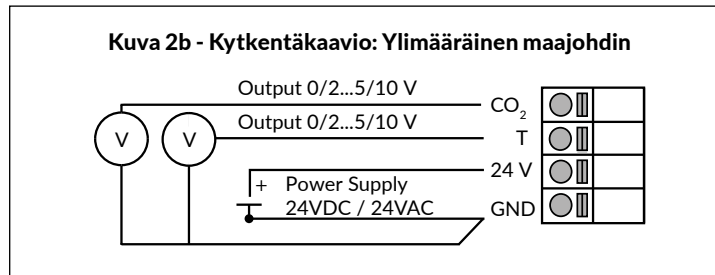 Kuva 2b - Kytkentäkaavio: Ylimääräinen maajohdin
Output 0/2...5/10 V
CO₂
Output 0/2...5/10 V
T
V
V
24 V
+ Power Supply
24VDC / 24VAC
GND